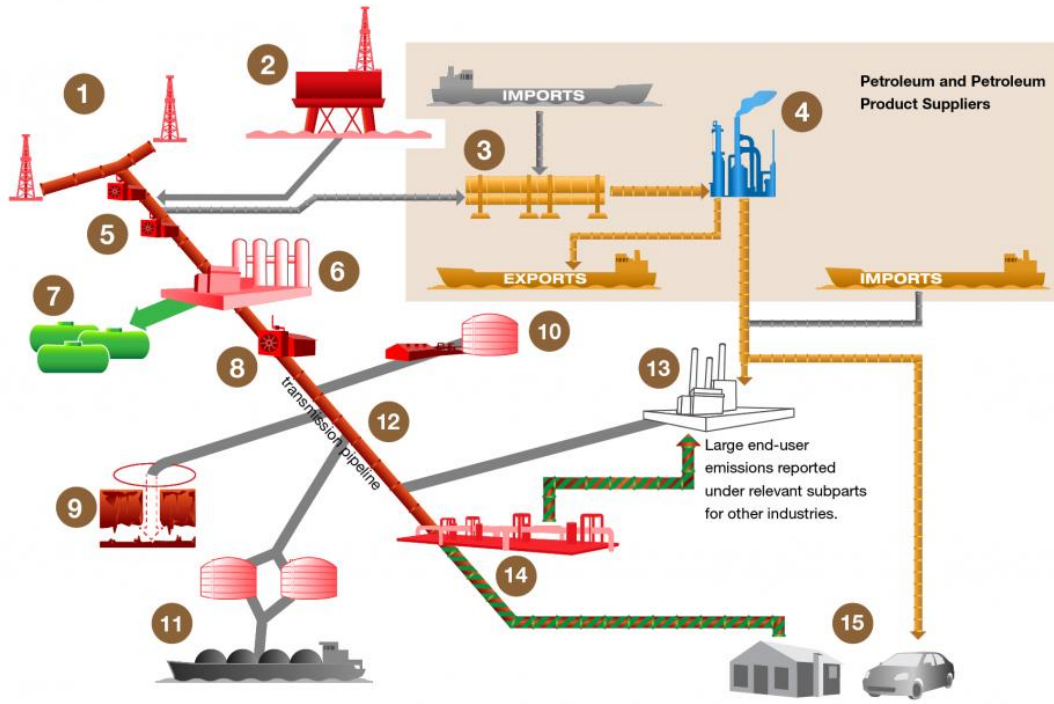 1
2
IMPORTS
Petroleum and Petroleum
Product Suppliers
3
4
5
6
EXPORTS
IMPORTS
7
8
10
transmission pipeline
13
12
Large end-user
emissions reported
under relevant subparts
for other industries.
9
14
11
15